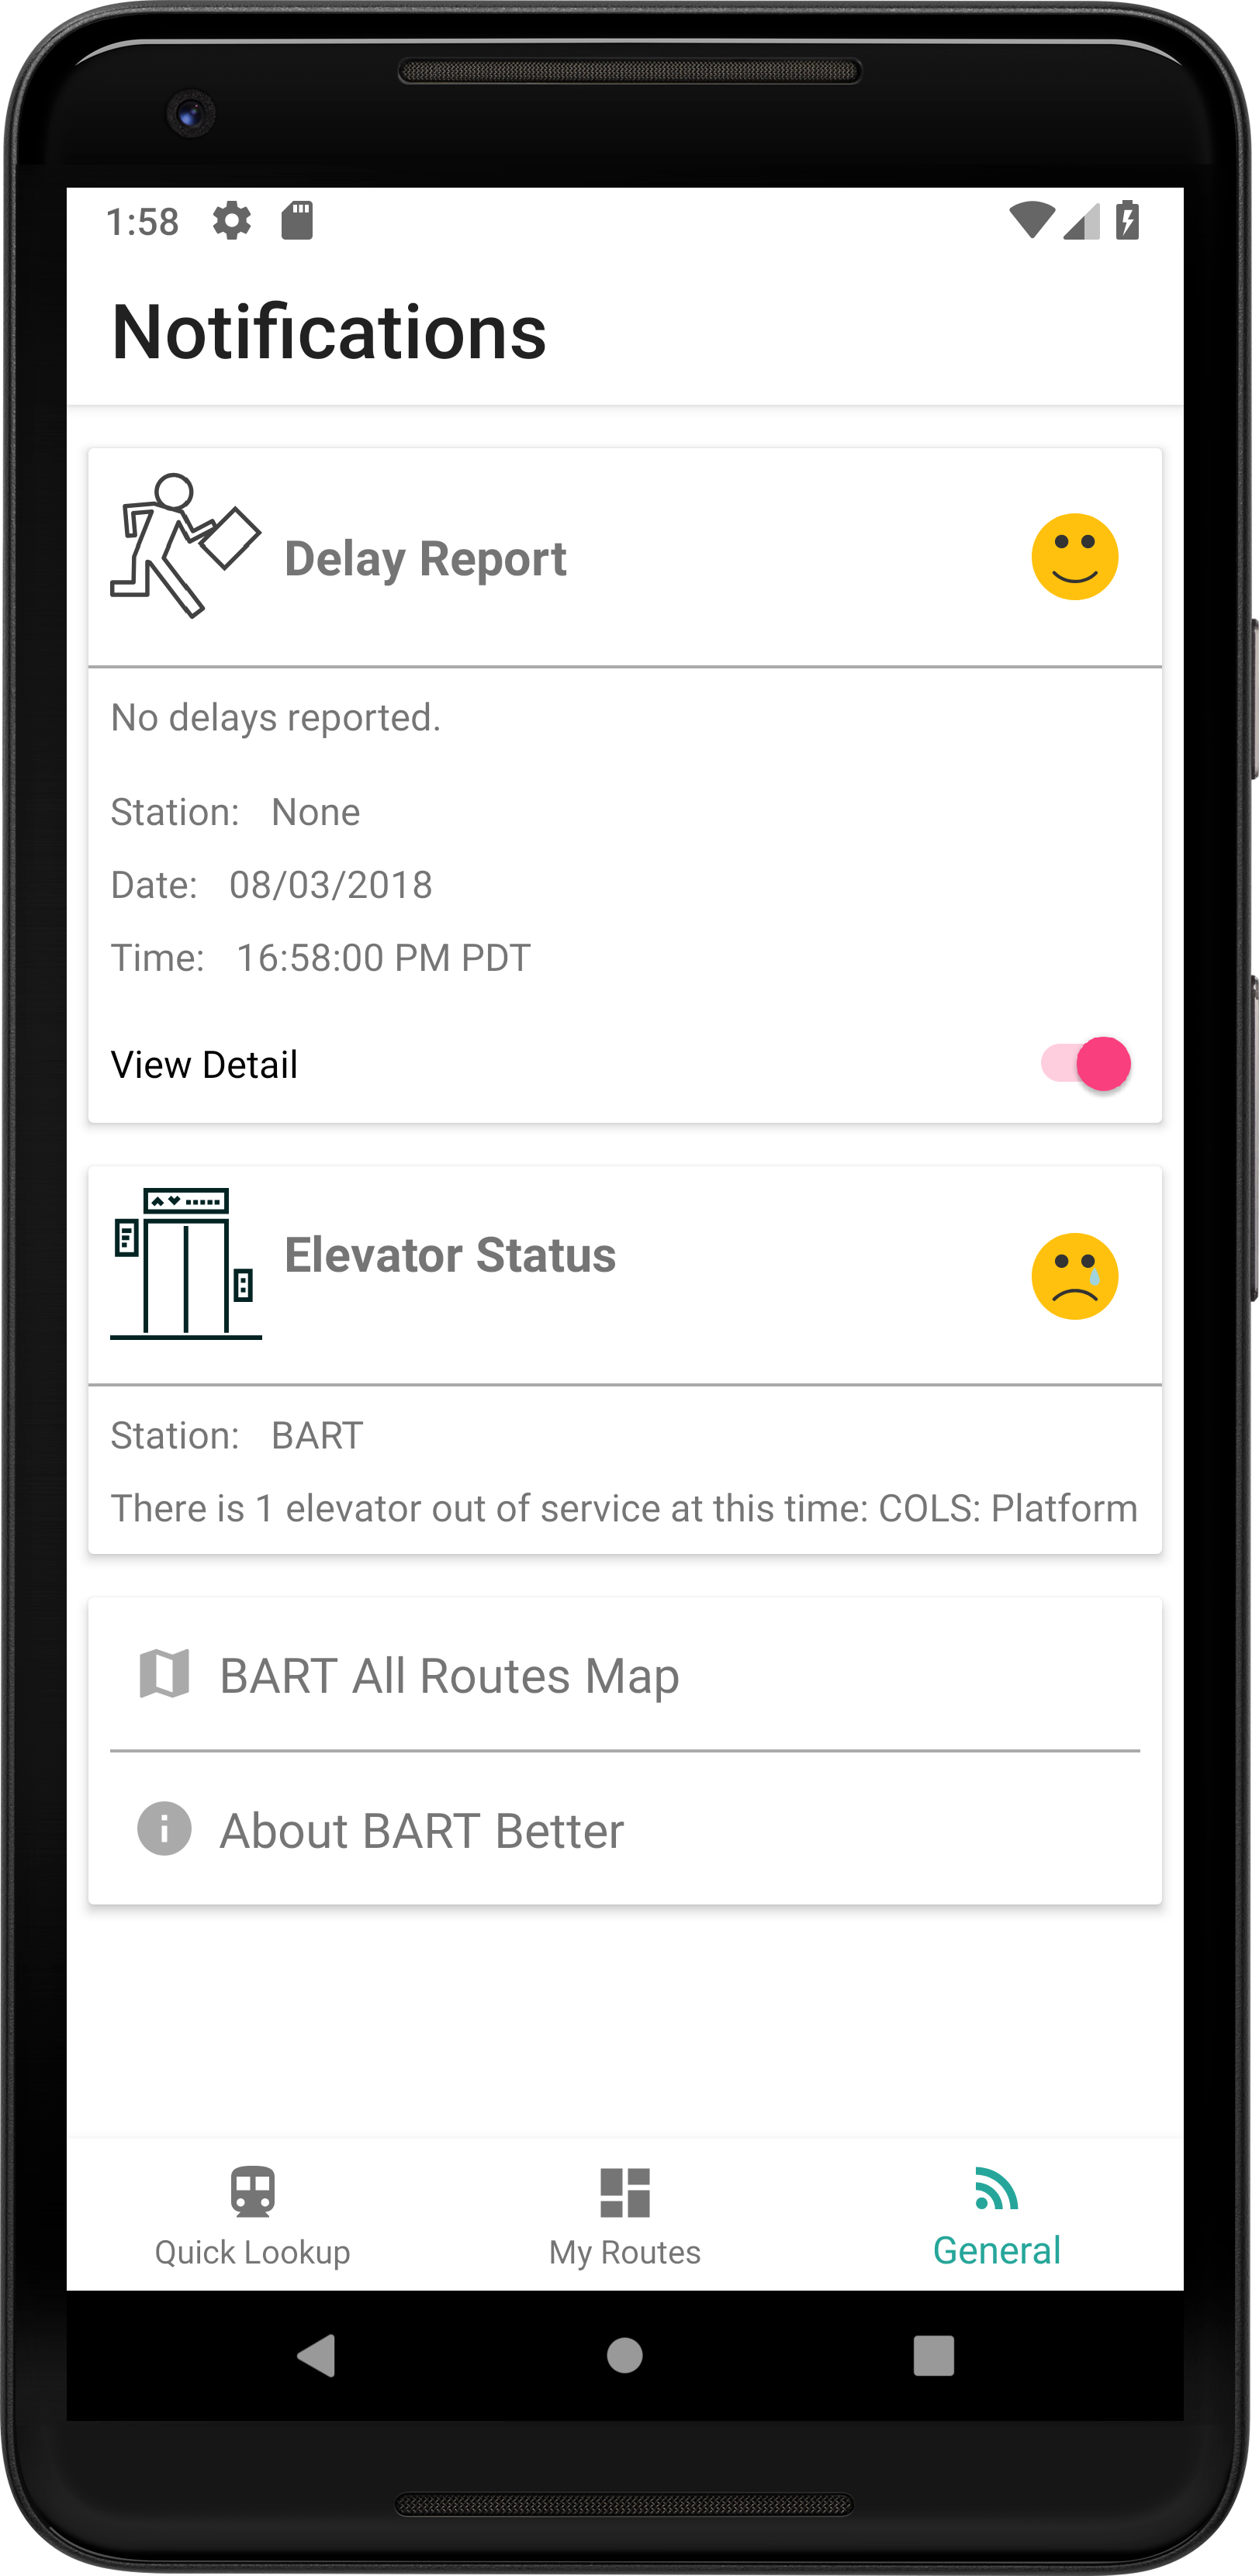 1:58
Notifications
Delay Report
No delays reported.
Station: None
Date: 08/03/2018
Time: 16:58:00 PM PDT
View Detail
Elevator Status
Station: BART
There is 1 elevator out of service at this time: COLS: Platform
BART All Routes Map
About BART Better
Quick Lookup
My Routes
General